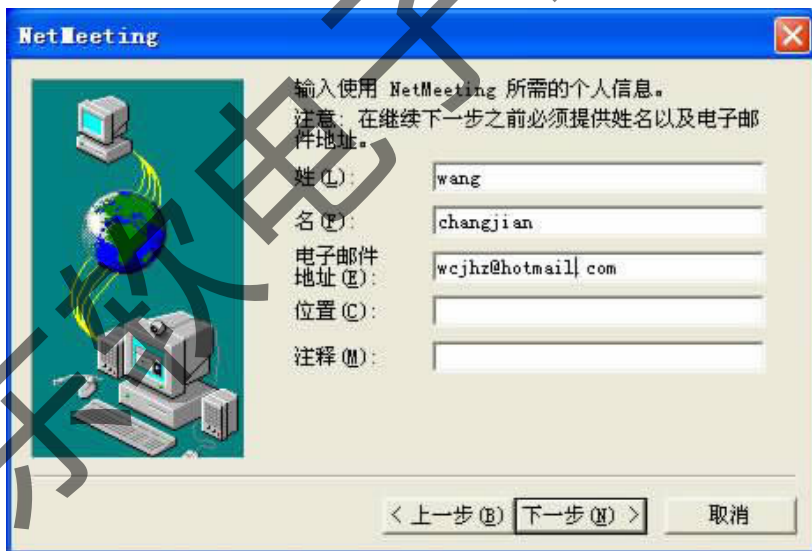 NetMeeting
输入使用 NetMeeting 所需的个人信息。
注意: 在继续下一步之前必须提供姓名以及电子邮
件地址。
姓(L): wang
名(F): changjian
电子邮件
地址(E): wcjhz@hotmail.com
位置(C):
注释(M):
< 上一步(B) 下一步(N) > 取消